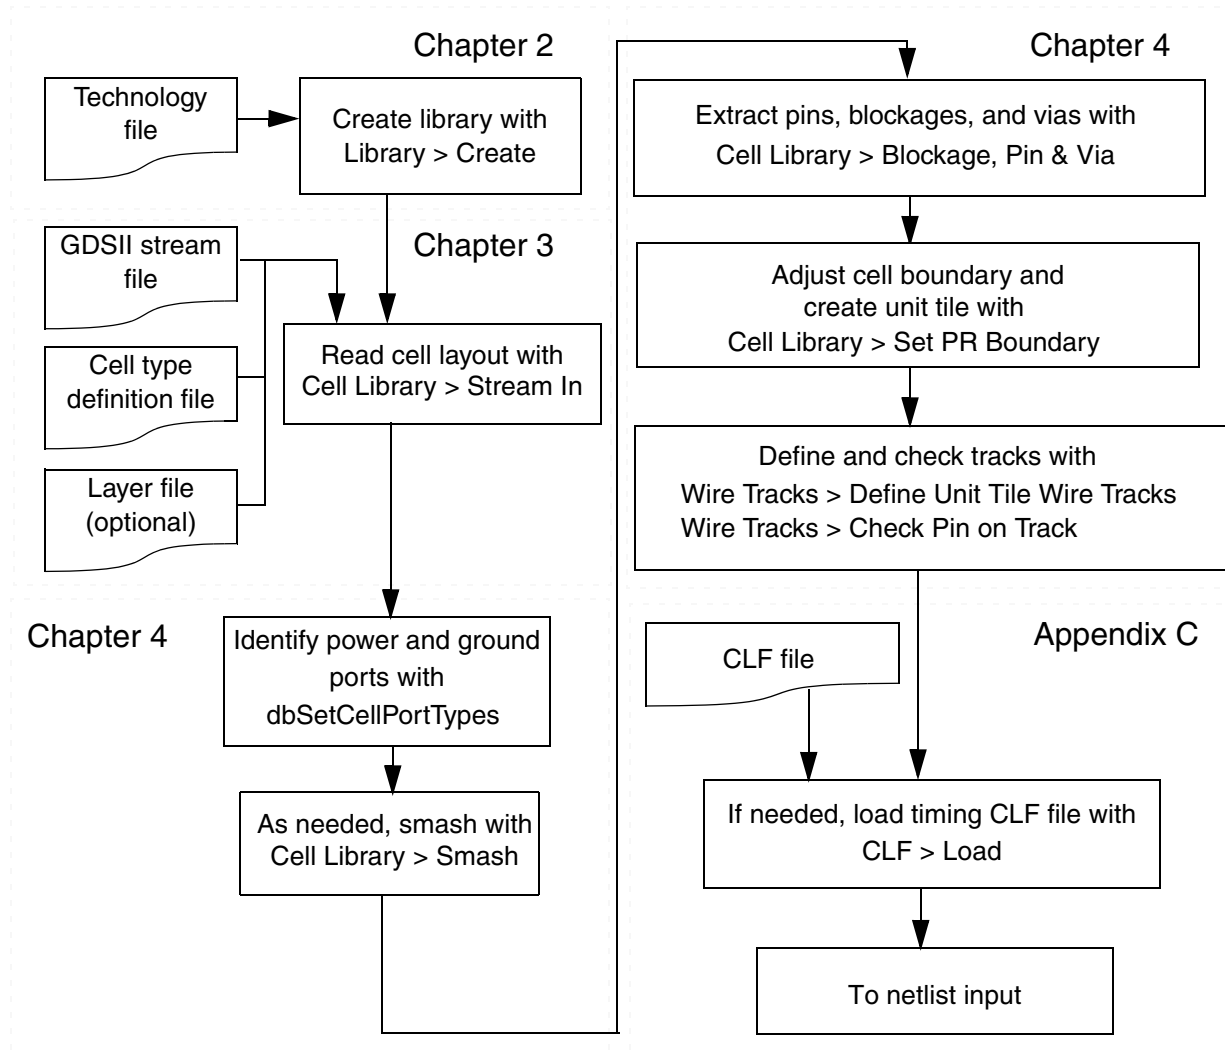 Chapter 2
Technology
file
Create library with
Library > Create
Chapter 3
GDSII stream
file
Cell type
definition file
Layer file
(optional)
Read cell layout with
Cell Library > Stream In
Chapter 4
Identify power and ground
ports with
dbSetCellPortTypes
As needed, smash with
Cell Library > Smash
Chapter 4
Extract pins, blockages, and vias with
Cell Library > Blockage, Pin & Via
Adjust cell boundary and
create unit tile with
Cell Library > Set PR Boundary
Define and check tracks with
Wire Tracks > Define Unit Tile Wire Tracks
Wire Tracks > Check Pin on Track
Appendix C
CLF file
If needed, load timing CLF file with
CLF > Load
To netlist input